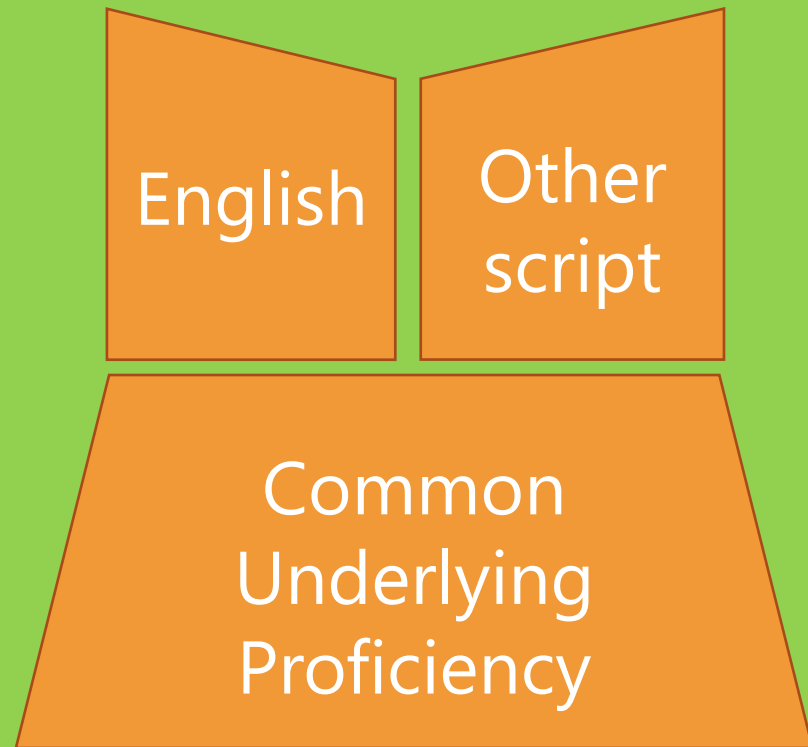 English
Other
script
Common
Underlying
Proficiency